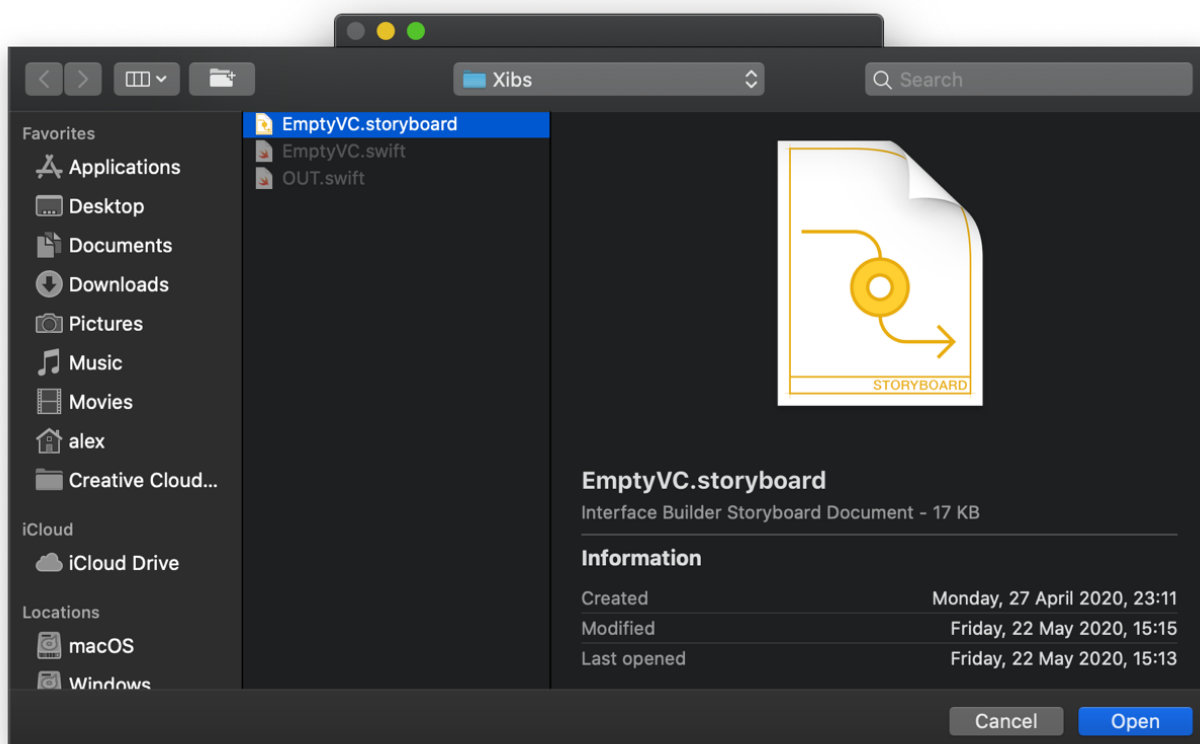 Xibs
Search
Favorites
Applications
Desktop
Documents
Downloads
Pictures
Music
Movies
alex
Creative Cloud...
iCloud
iCloud Drive
Locations
macOS
Windows
EmptyVC.storyboard
EmptyVC.swift
OUT.swift
STORYBOARD
EmptyVC.storyboard
Interface Builder Storyboard Document - 17 KB
Information
Created Monday, 27 April 2020, 23:11
Modified Friday, 22 May 2020, 15:15
Last opened Friday, 22 May 2020, 15:13
Cancel Open